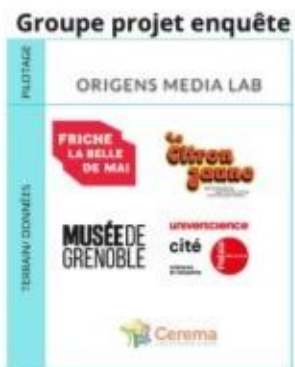 Groupe projet enquête
PILOTAGE
ORIGENS MEDIA LAB
TERRAIN/ DONNÉES
FRICHE
LA BELLE
DE MAI
Le
Citron
jaune
MUSÉE DE
GRENOBLE
universcience
cité
Cerema